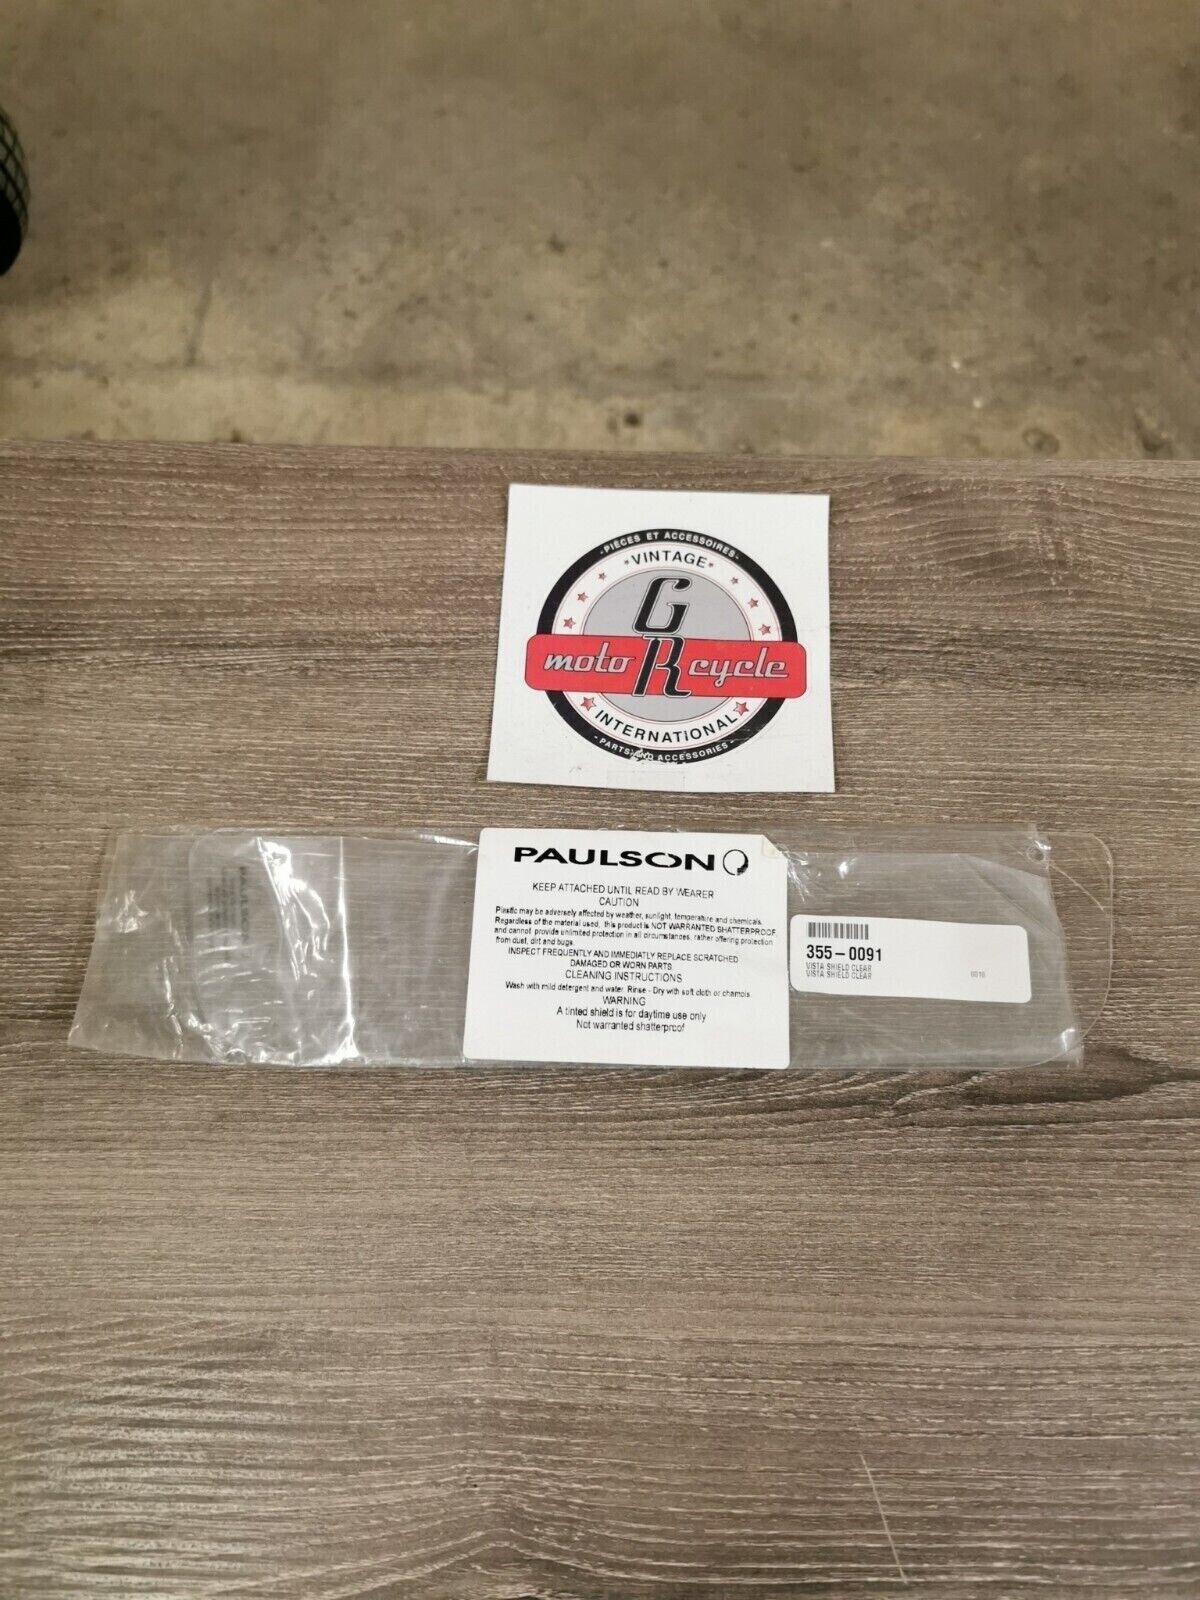 -PIÈCES ET ACCESSOIRES-
VINTAGE
G
moto R cycle
INTERNATIONAL
-PARTS AND ACCESSORIES-
PAULSON
KEEP ATTACHED UNTIL READ BY WEARER
CAUTION
Plastic may be adversely affected by weather, sunlight, temperature and chemicals.
Regardless of the material used, this product is NOT WARRANTED SHATTERPROOF
and cannot provide unlimited protection in all circumstances, rather offering protection
from dust, dirt and bugs.
INSPECT FREQUENTLY AND IMMEDIATLY REPLACE SCRATCHED
DAMAGED OR WORN PARTS
CLEANING INSTRUCTIONS
Wash with mild detergent and water. Rinse - Dry with soft cloth or chamois.
WARNING
A tinted shield is for daytime use only
Not warranted shatterproof
355-0091
VISTA SHIELD CLEAR
VISTA SHIELD CLEAR